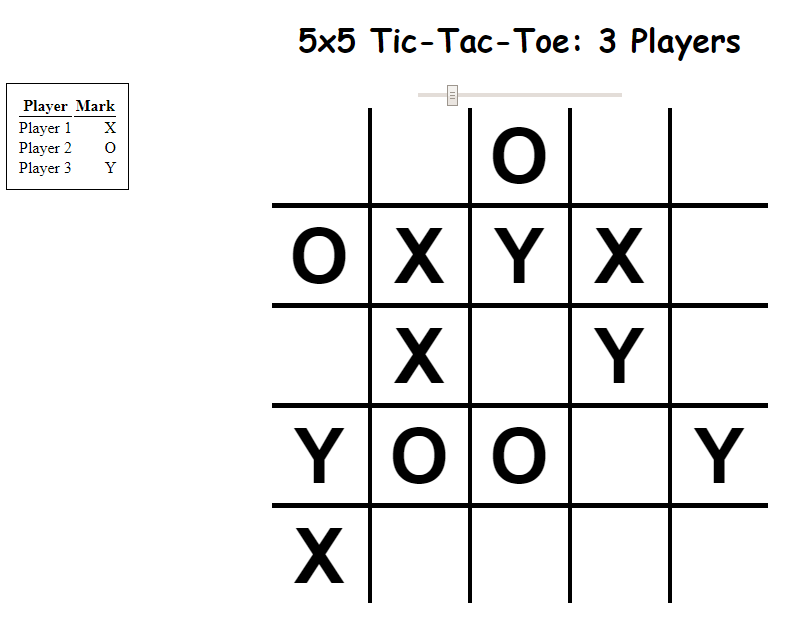 5x5 Tic-Tac-Toe: 3 Players
Player Mark
Player 1 X
Player 2 O
Player 3 Y
O
O X Y X
X Y
Y O O Y
X